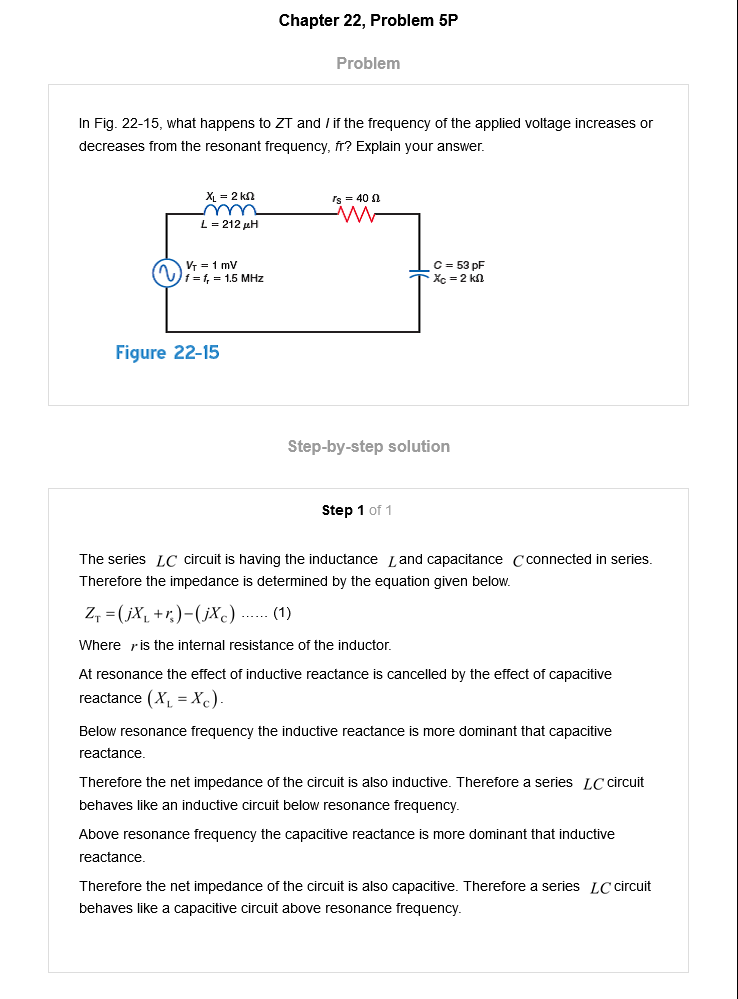 Chapter 22, Problem 5P
Problem
In Fig. 22-15, what happens to ZT and I if the frequency of the applied voltage increases or
decreases from the resonant frequency, fr? Explain your answer.
X_L = 2 kΩ
L = 212 μH
r_S = 40 Ω
V_T = 1 mV
f = f_r = 1.5 MHz
C = 53 pF
X_C = 2 kΩ
Figure 22-15
Step-by-step solution
Step 1 of 1
The series LC circuit is having the inductance L and capacitance C connected in series.
Therefore the impedance is determined by the equation given below.
Z_T = (jX_L + r_s) − (jX_C) ...... (1)
Where r is the internal resistance of the inductor.
At resonance the effect of inductive reactance is cancelled by the effect of capacitive
reactance (X_L = X_C).
Below resonance frequency the inductive reactance is more dominant that capacitive
reactance.
Therefore the net impedance of the circuit is also inductive. Therefore a series LC circuit
behaves like an inductive circuit below resonance frequency.
Above resonance frequency the capacitive reactance is more dominant that inductive
reactance.
Therefore the net impedance of the circuit is also capacitive. Therefore a series LC circuit
behaves like a capacitive circuit above resonance frequency.